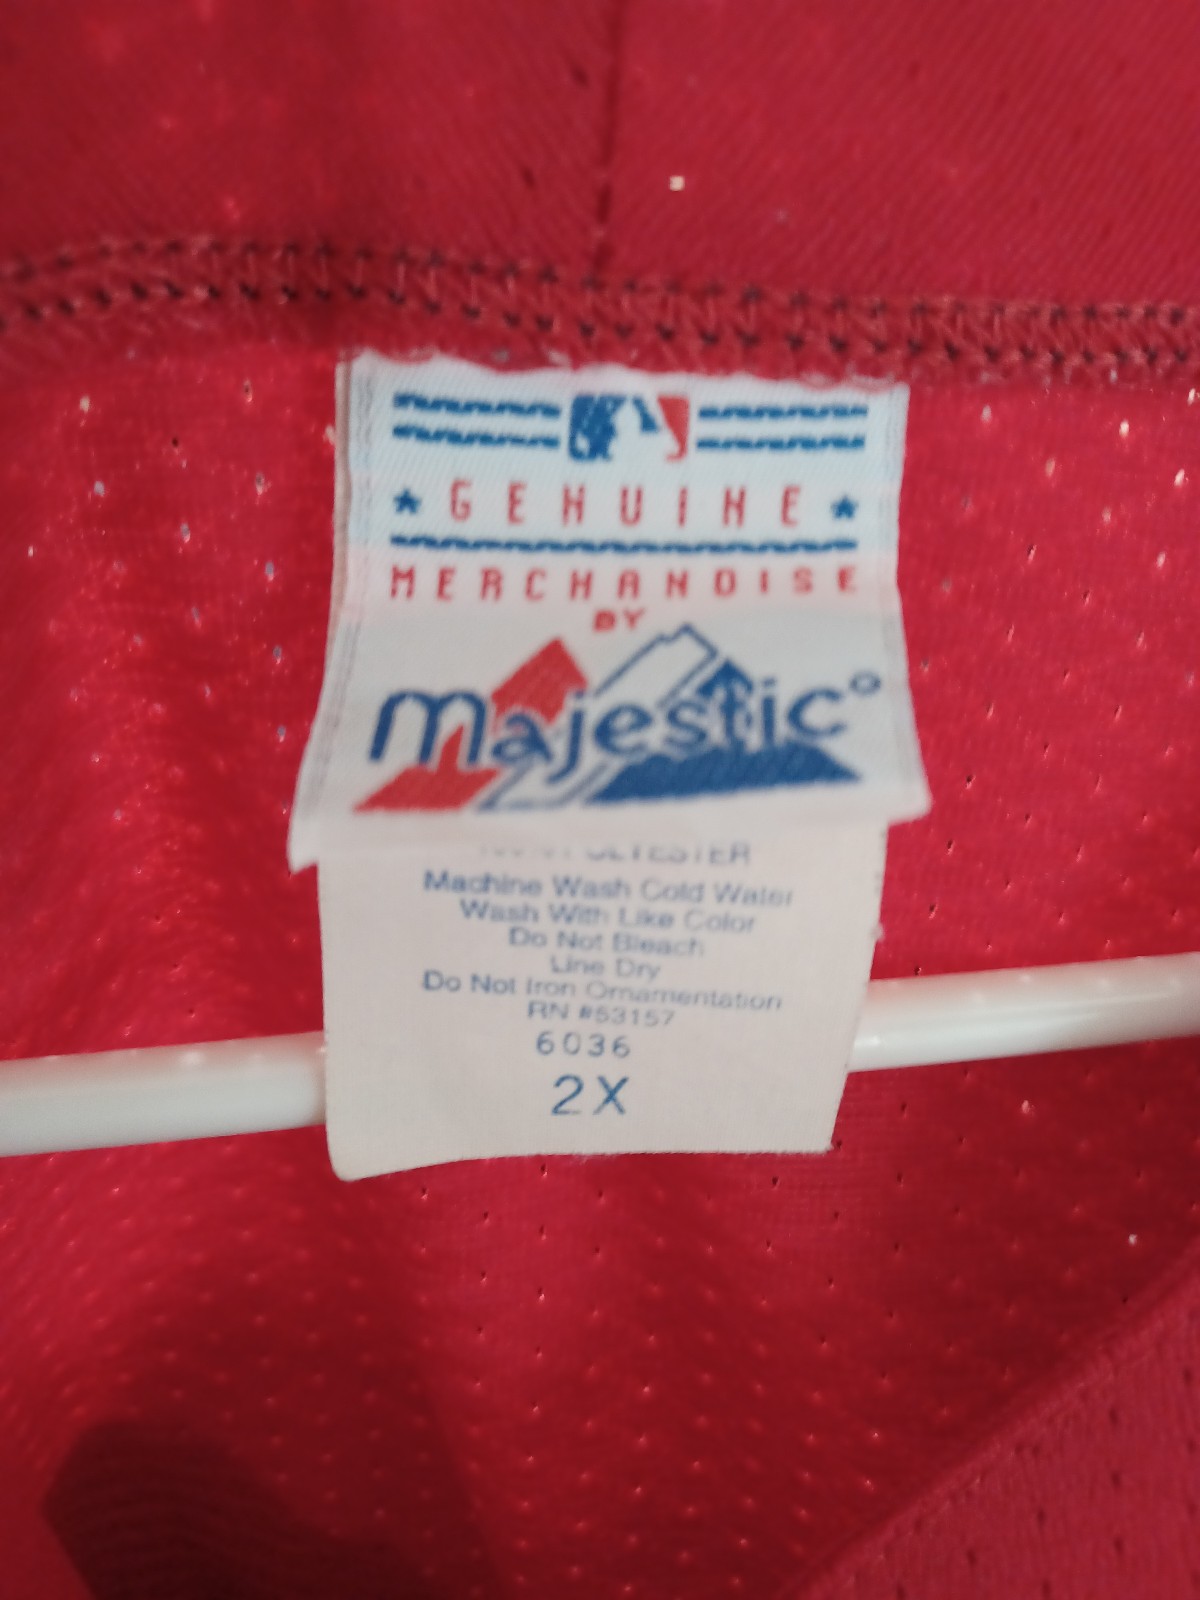 GENUINE
MERCHANDISE
BY
Majestic
POLYESTER
Machine Wash Cold Water
Wash With Like Color
Do Not Bleach
Line Dry
Do Not Iron Ornamentation
RN #53157
6036
2X